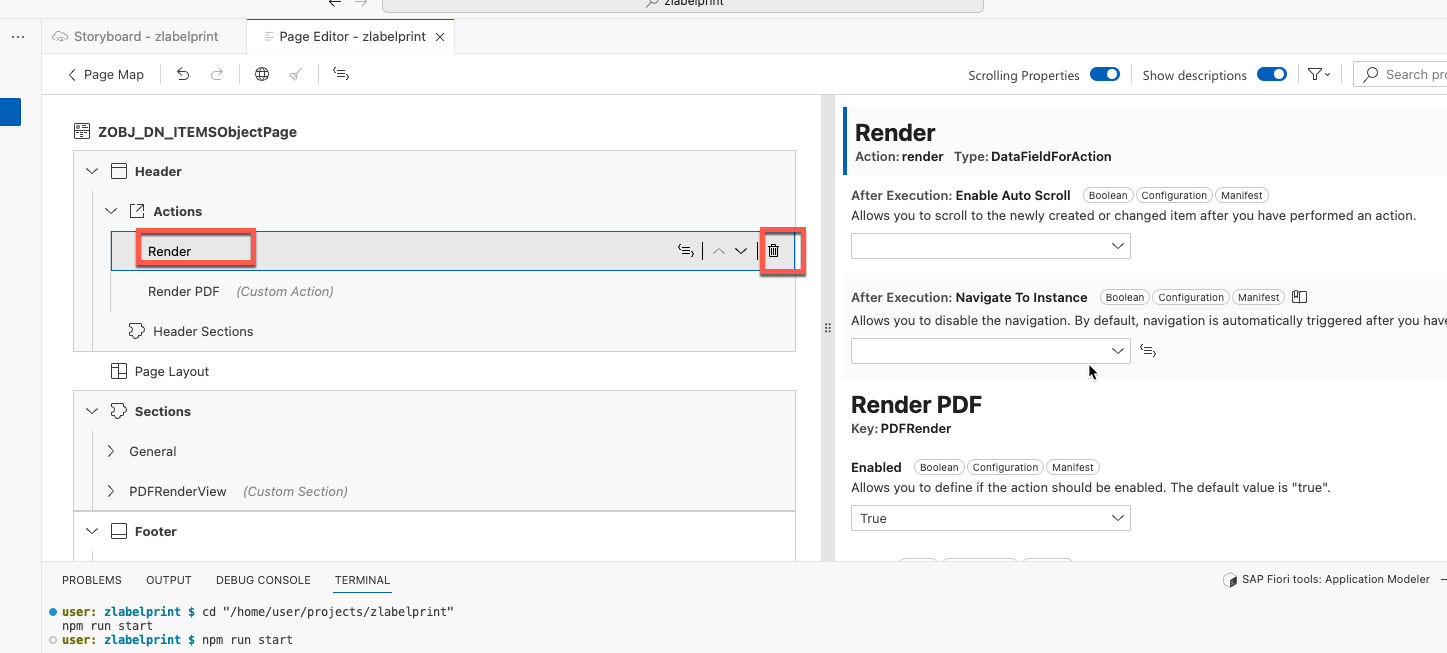 zlabelprint
Storyboard - zlabelprint
Page Editor - zlabelprint
Page Map
Scrolling Properties
Show descriptions
Search pro
ZOBJ_DN_ITEMSObjectPage
Header
Actions
Render
Render PDF (Custom Action)
Header Sections
Page Layout
Sections
General
PDFRenderView (Custom Section)
Footer
Render
Action: render Type: DataFieldForAction
After Execution: Enable Auto Scroll Boolean Configuration Manifest
Allows you to scroll to the newly created or changed item after you have performed an action.
After Execution: Navigate To Instance Boolean Configuration Manifest
Allows you to disable the navigation. By default, navigation is automatically triggered after you have
Render PDF
Key: PDFRender
Enabled Boolean Configuration Manifest
Allows you to define if the action should be enabled. The default value is "true".
True
PROBLEMS OUTPUT DEBUG CONSOLE TERMINAL
SAP Fiori tools: Application Modeler
user: zlabelprint $ cd "/home/user/projects/zlabelprint"
npm run start
user: zlabelprint $ npm run start